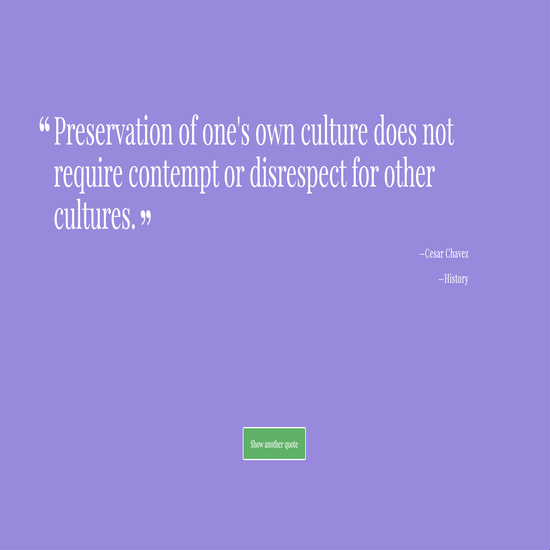 “Preservation of one's own culture does not
require contempt or disrespect for other
cultures.”
—Cesar Chavez
—History
Show another quote